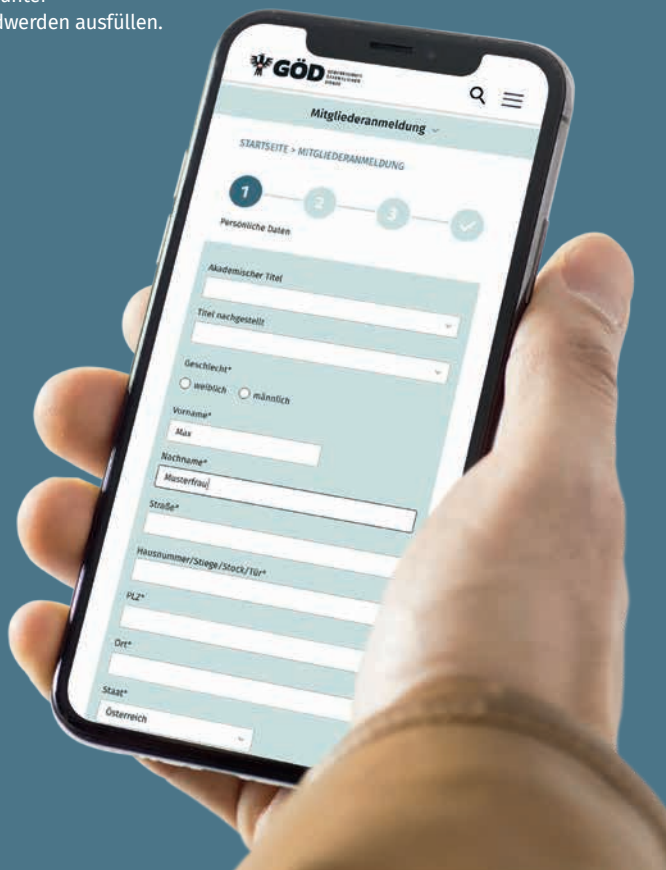 dwerden ausfüllen.
GÖD
Mitgliederanmeldung
STARTSEITE > MITGLIEDERANMELDUNG
1
2
3
Persönliche Daten
Akademischer Titel
Titel nachgestellt
Geschlecht*
weiblich
männlich
Vorname*
Max
Nachname*
Musterfrau
Straße*
Hausnummer/Stiege/Stock/Tür*
PLZ*
Ort*
Staat*
Österreich